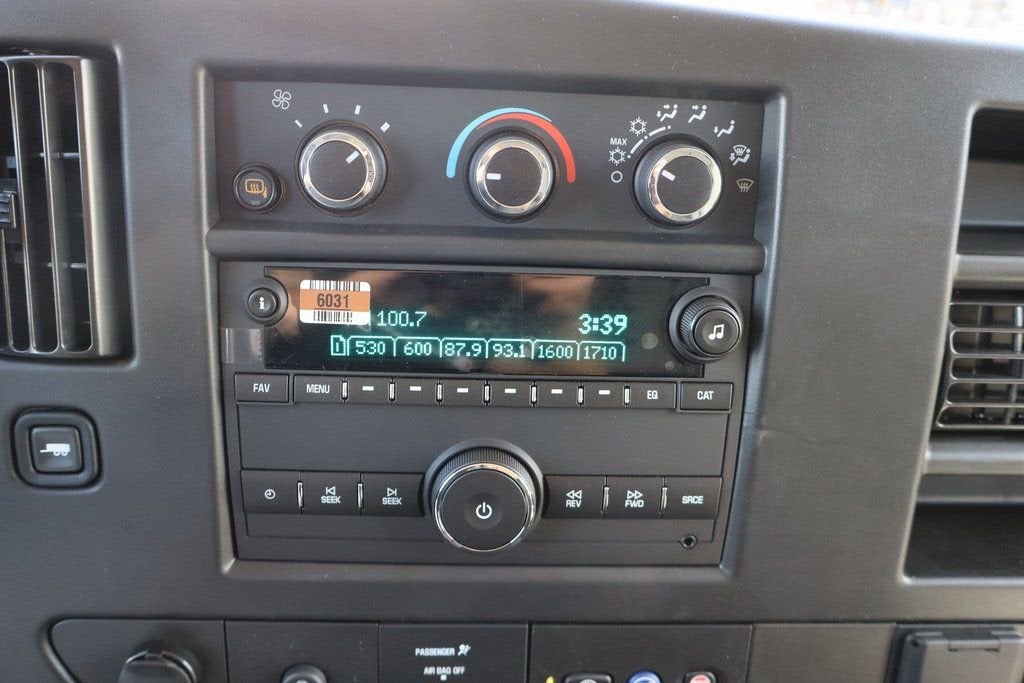 MAX
6031
100.7 3:39
1 530 600 87.9 93.1 1600 1710
FAV MENU EQ CAT
SEEK SEEK REV FWD SRCE
PASSENGER
AIR BAG OFF